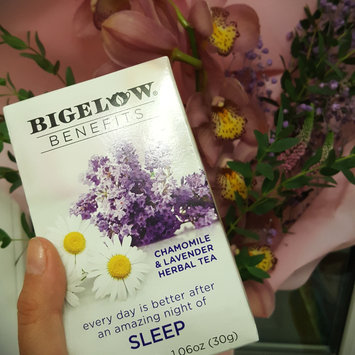 BIGELOW®
BENEFITS
CHAMOMILE
& LAVENDER
HERBAL TEA
every day is better after
an amazing night of
SLEEP
1.06oz (30g)